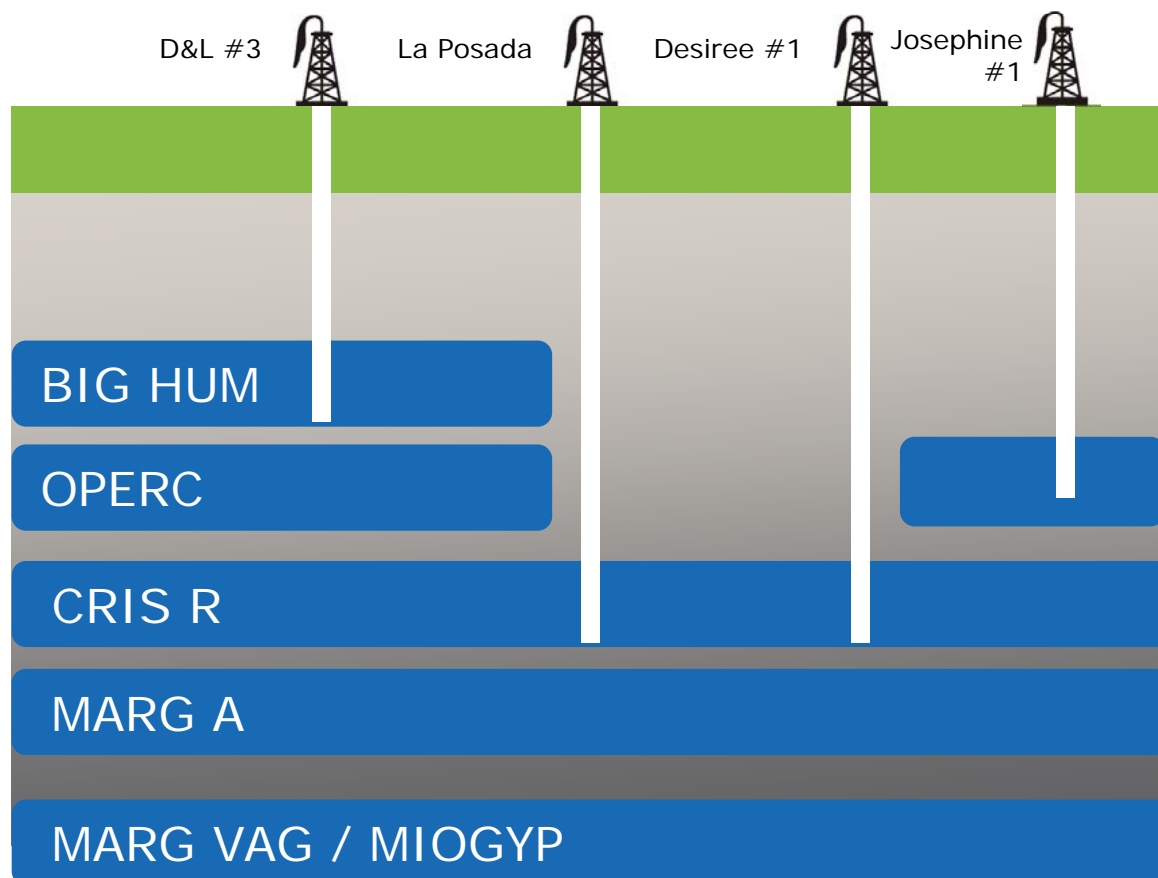 D&L #3
La Posada
Desiree #1
Josephine
#1
BIG HUM
OPERC
CRIS R
MARG A
MARG VAG / MIOGYP